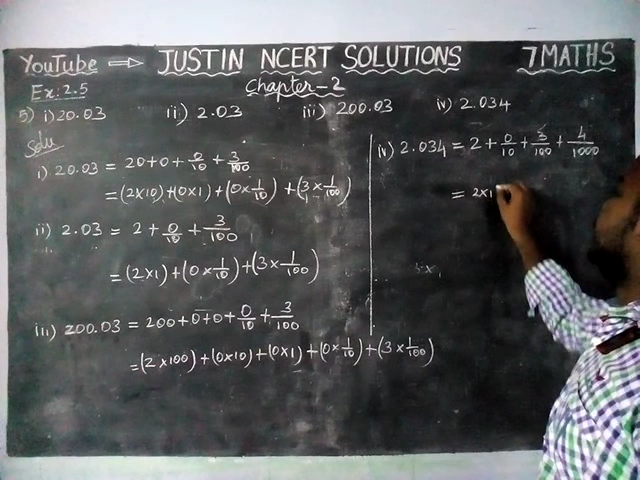 YouTube ⇒ JUSTIN NCERT SOLUTIONS 7 MATHS
Ex: 2.5 Chapter-2
5) i) 20.03 ii) 2.03 iii) 200.03 iv) 2.034
Solu
i) 20.03 = 20+0+0/10+3/100
= (2×10)+(0×1)+(0×1/10)+(3×1/100)
ii) 2.03 = 2+0/10+3/100
= (2×1)+(0×1/10)+(3×1/100)
iii) 200.03 = 200+0+0+0/10+3/100
= (2×100)+(0×10)+(0×1)+(0×1/10)+(3×1/100)
iv) 2.034 = 2+0/10+3/100+4/1000
= 2×1